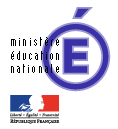 ministère
éducation
nationale
é
Liberté • Égalité • Fraternité
RÉPUBLIQUE FRANÇAISE